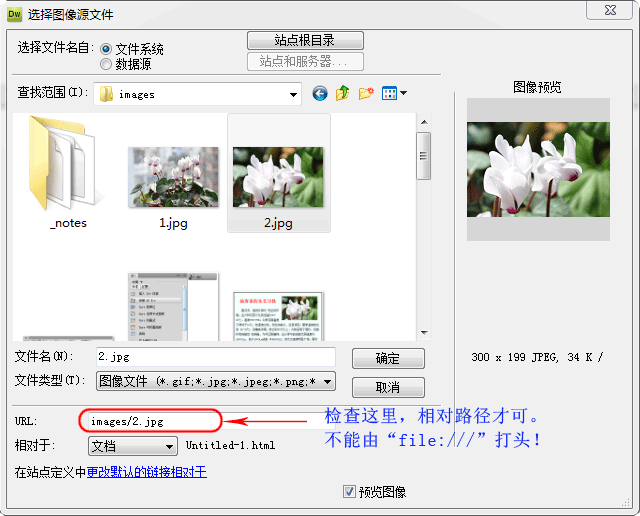 Dw 选择图像源文件
选择文件名自: 文件系统
数据源
站点根目录
站点和服务器...
查找范围(I): images
图像预览
_notes
1.jpg
2.jpg
文件名(N): 2.jpg
确定
300 x 199 JPEG, 34 K /
文件类型(T): 图像文件 (*.gif;*.jpg;*.jpeg;*.png;*
取消
URL: images/2.jpg
检查这里，相对路径才可。
不能由“file:///”打头！
相对于: 文档 Untitled-1.html
在站点定义中更改默认的链接相对于
预览图像